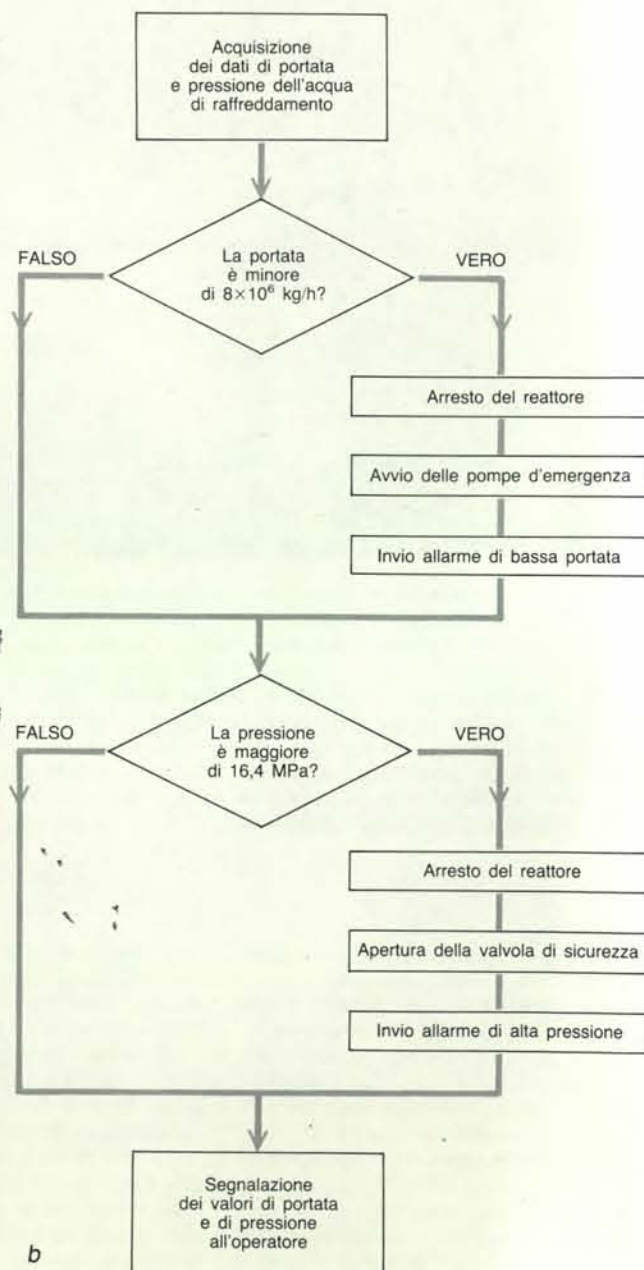 Acquisizione
dei dati di portata
e pressione dell'acqua
di raffreddamento
FALSO
La portata
è minore
di 8×10⁶ kg/h?
VERO
Arresto del reattore
Avvio delle pompe d'emergenza
Invio allarme di bassa portata
FALSO
La pressione
è maggiore
di 16,4 MPa?
VERO
Arresto del reattore
Apertura della valvola di sicurezza
Invio allarme di alta pressione
Segnalazione
dei valori di portata
e di pressione
all'operatore
b